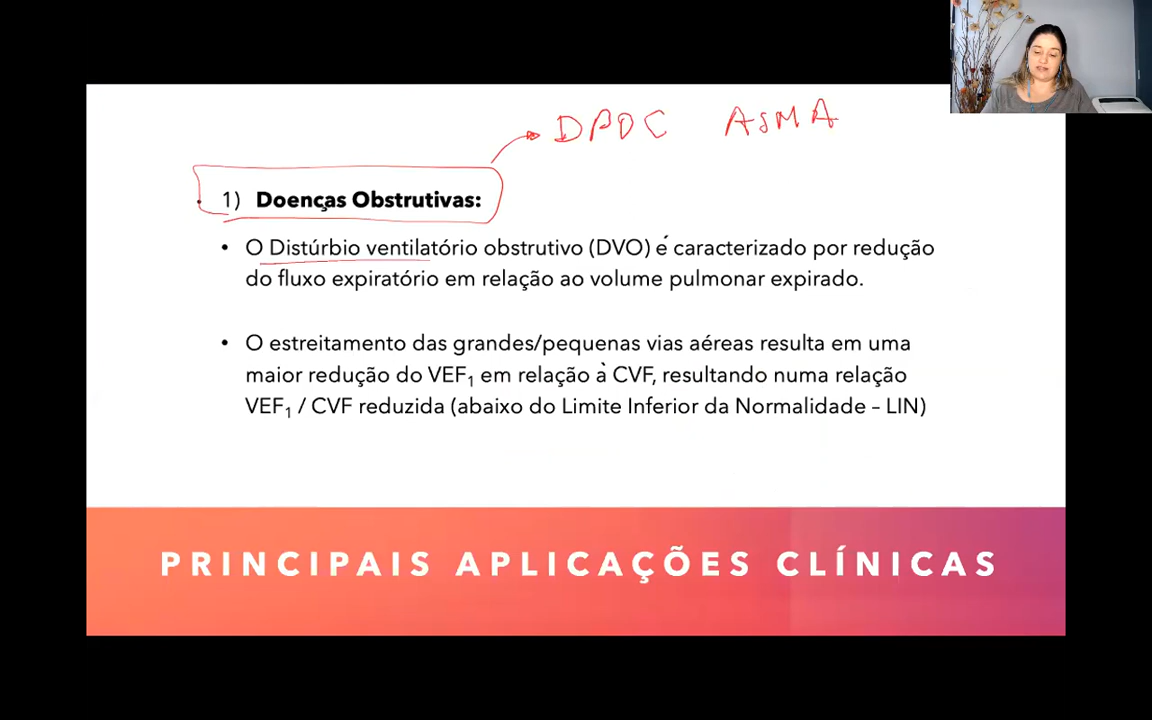 DPOC ASMA
1) Doenças Obstrutivas:
• O Distúrbio ventilatório obstrutivo (DVO) é caracterizado por redução
do fluxo expiratório em relação ao volume pulmonar expirado.
• O estreitamento das grandes/pequenas vias aéreas resulta em uma
maior redução do VEF₁ em relação à CVF, resultando numa relação
VEF₁ / CVF reduzida (abaixo do Limite Inferior da Normalidade – LIN)
PRINCIPAIS APLICAÇÕES CLÍNICAS